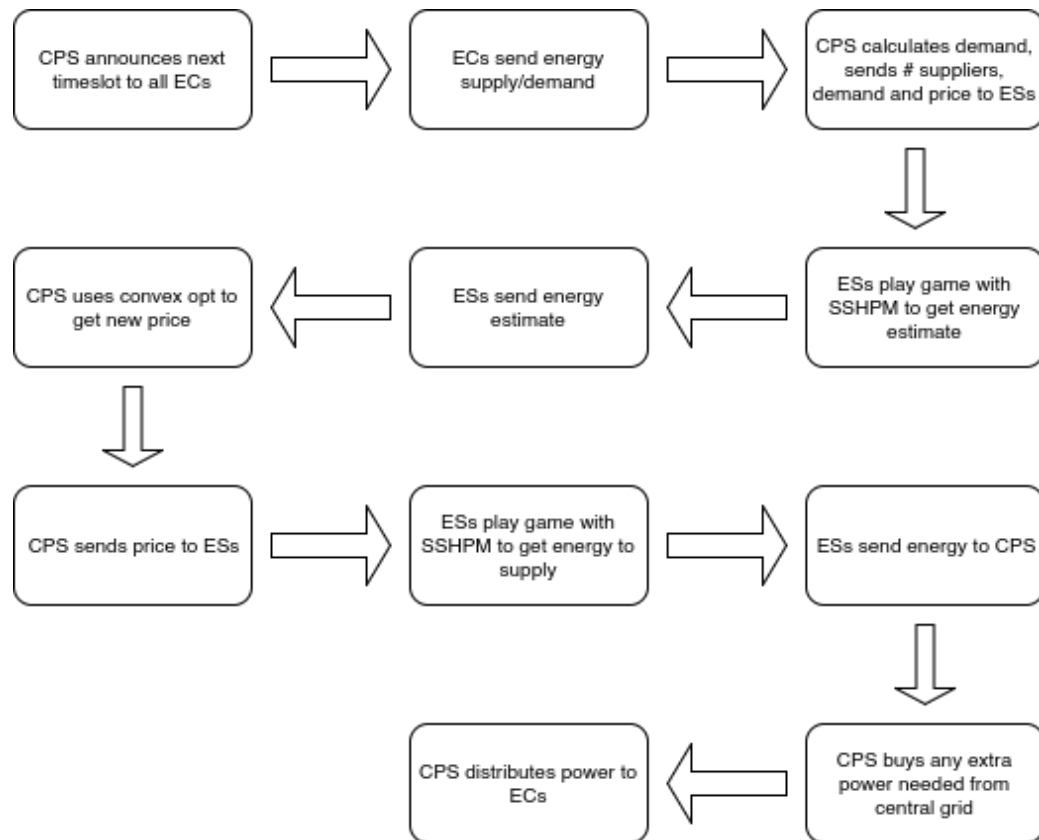 CPS announces next
timeslot to all ECs
ECs send energy
supply/demand
CPS calculates demand,
sends # suppliers,
demand and price to ESs
ESs play game with
SSHPM to get energy
estimate
ESs send energy
estimate
CPS uses convex opt to
get new price
CPS sends price to ESs
ESs play game with
SSHPM to get energy to
supply
ESs send energy to CPS
CPS buys any extra
power needed from
central grid
CPS distributes power to
ECs